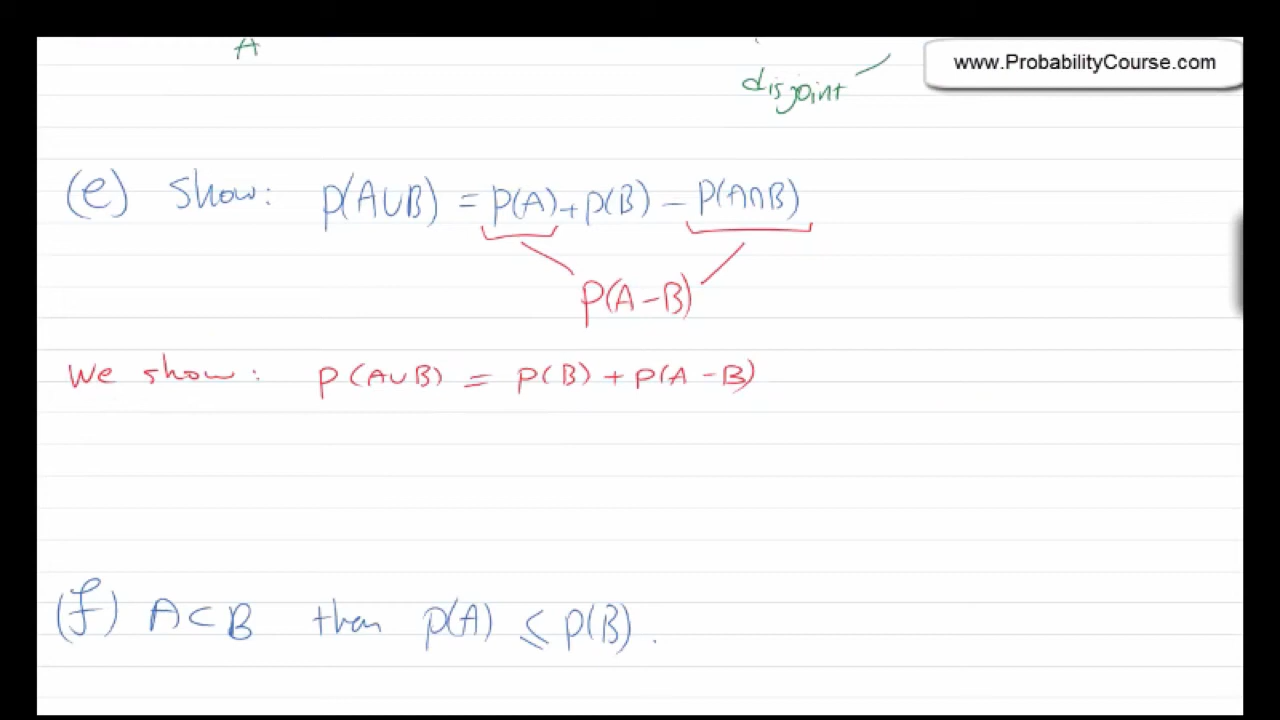 A
www.ProbabilityCourse.com
disjoint
(e) Show: P(A∪B) = P(A) + P(B) - P(A∩B)
P(A-B)
We show: P(A∪B) = P(B) + P(A-B)
(f) A⊂B then P(A) ≤ P(B).